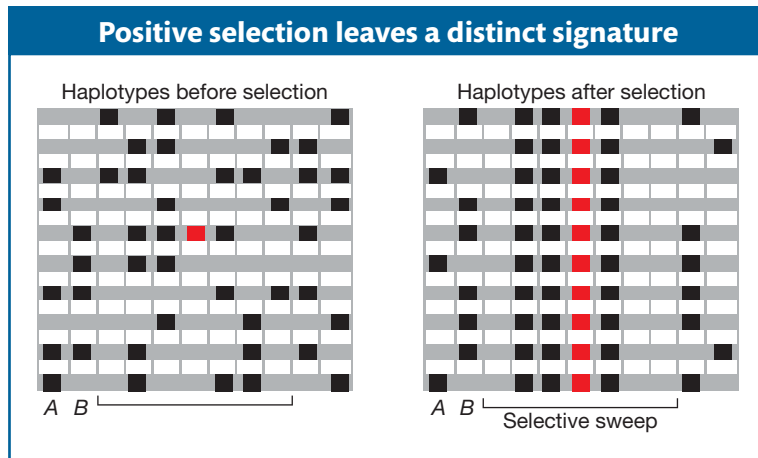 Positive selection leaves a distinct signature
Haplotypes before selection
Haplotypes after selection
A B
A B
Selective sweep